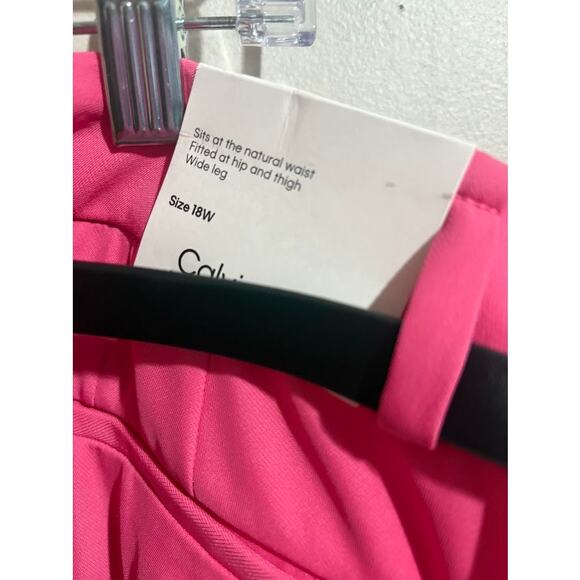 Sits at the natural waist
Fitted at hip and thigh
Wide leg
Size 18W